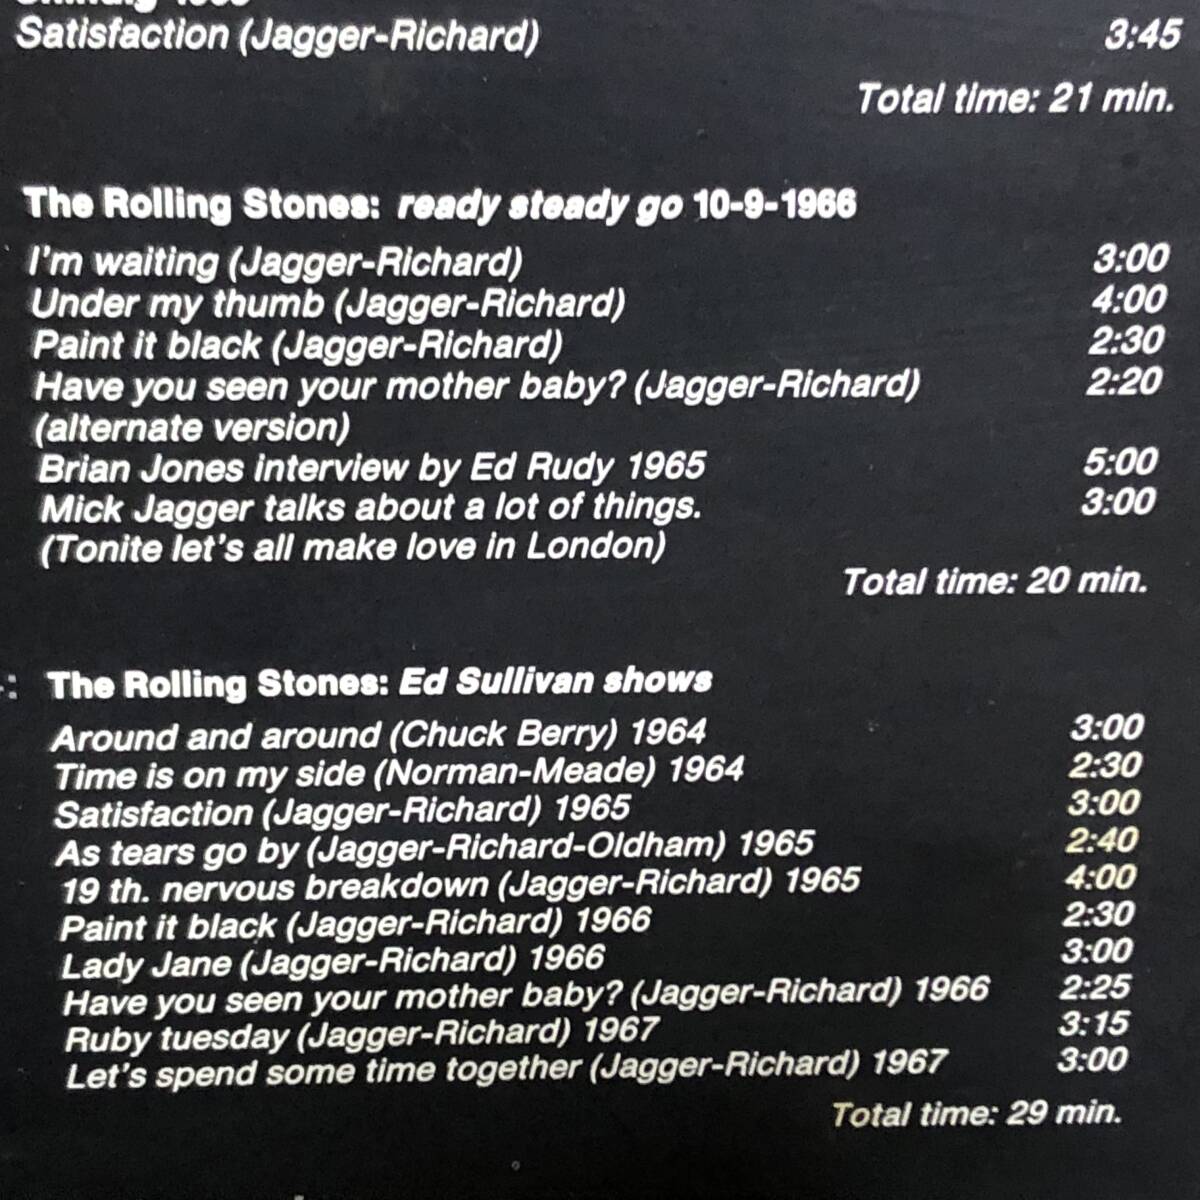 Satisfaction (Jagger-Richard) 3:45
Total time: 21 min.
The Rolling Stones: ready steady go 10-9-1966
I'm waiting (Jagger-Richard) 3:00
Under my thumb (Jagger-Richard) 4:00
Paint it black (Jagger-Richard) 2:30
Have you seen your mother baby? (Jagger-Richard) 2:20
(alternate version)
Brian Jones interview by Ed Rudy 1965 5:00
Mick Jagger talks about a lot of things. 3:00
(Tonite let's all make love in London)
Total time: 20 min.
The Rolling Stones: Ed Sullivan shows
Around and around (Chuck Berry) 1964 3:00
Time is on my side (Norman-Meade) 1964 2:30
Satisfaction (Jagger-Richard) 1965 3:00
As tears go by (Jagger-Richard-Oldham) 1965 2:40
19 th. nervous breakdown (Jagger-Richard) 1965 4:00
Paint it black (Jagger-Richard) 1966 2:30
Lady Jane (Jagger-Richard) 1966 3:00
Have you seen your mother baby? (Jagger-Richard) 1966 2:25
Ruby tuesday (Jagger-Richard) 1967 3:15
Let's spend some time together (Jagger-Richard) 1967 3:00
Total time: 29 min.